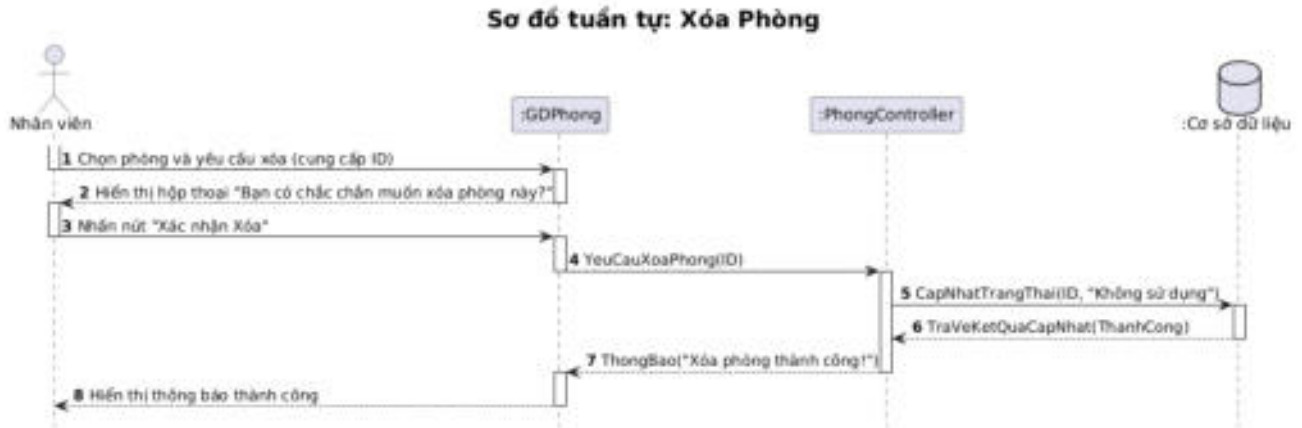 Sơ đồ tuần tự: Xóa Phòng
Nhân viên
:GDPhong
:PhongController
:Cơ sở dữ liệu
1 Chọn phòng và yêu cầu xóa (cung cấp ID)
2 Hiển thị hộp thoại "Bạn có chắc chắn muốn xóa phòng này?"
3 Nhấn nút "Xác nhận Xóa"
4 YeuCauXoaPhong(ID)
5 CapNhatTrangThai(ID, "Không sử dụng")
6 TraVeKetQuaCapNhat(ThanhCong)
7 ThongBao("Xóa phòng thành công!")
8 Hiển thị thông báo thành công